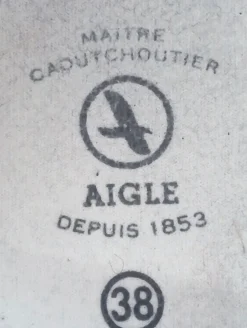 MAITRE
CAOUTCHOUTIER
AIGLE
DEPUIS 1853
38